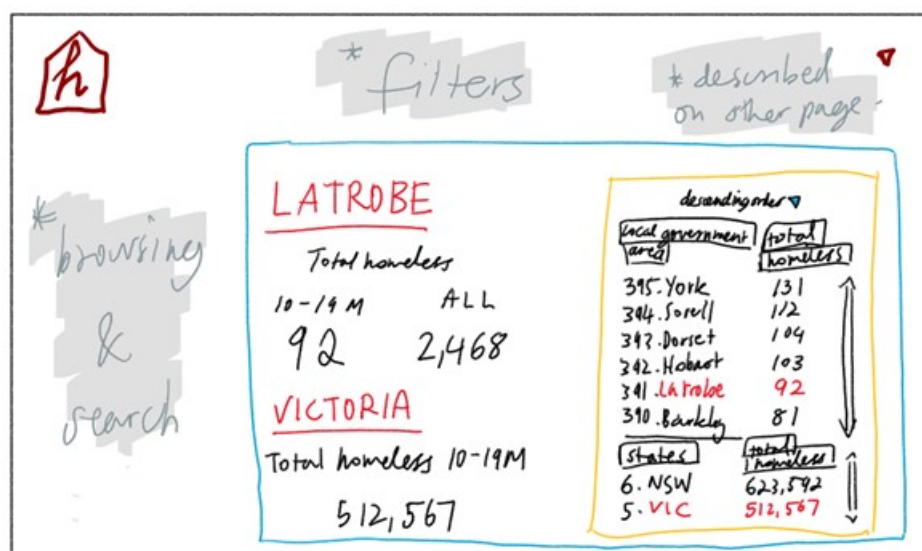 h
* filters
* described
on other page.
*
browsing
&
search
LATROBE
Total homeless
10-19 M ALL
92 2,468
VICTORIA
Total homeless 10-19M
512,567
descending order
local government total
area homeless
395. York 131
394. Sorell 112
393. Dorset 104
392. Hobart 103
391. Latrobe 92
390. Barkley 81
states total
homeless
6. NSW 623,592
5. VIC 512,567